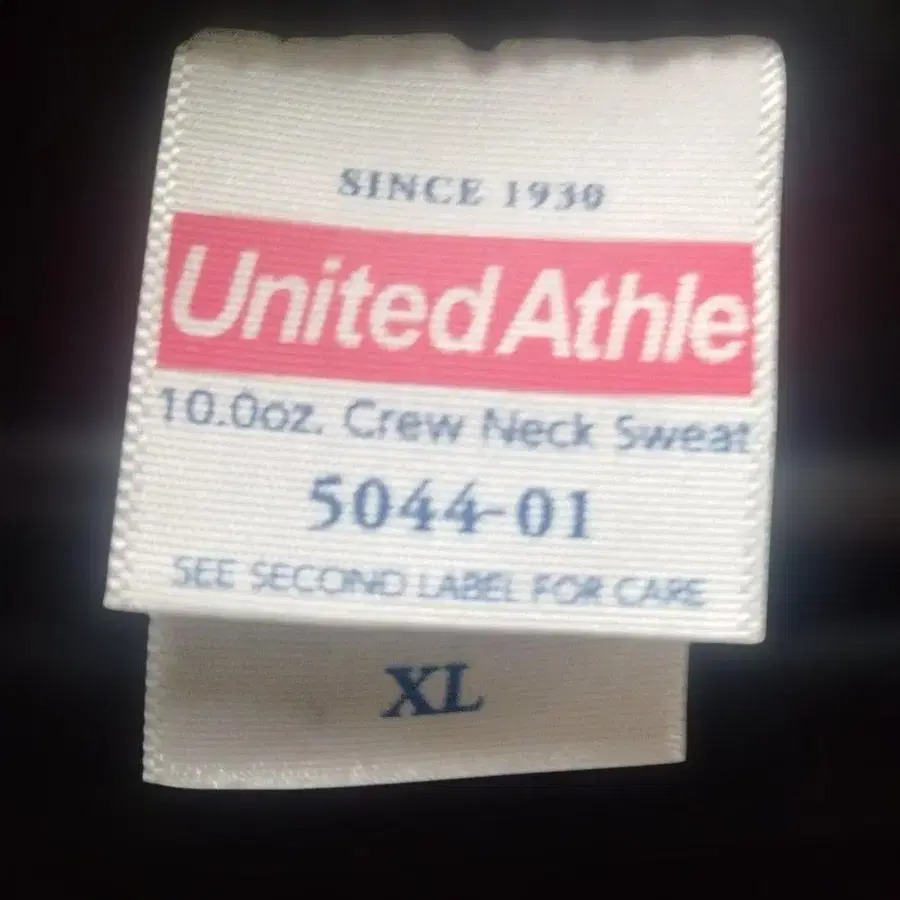 SINCE 1930
United Athle
10.0oz. Crew Neck Sweat
5044-01
SEE SECOND LABEL FOR CARE
XL